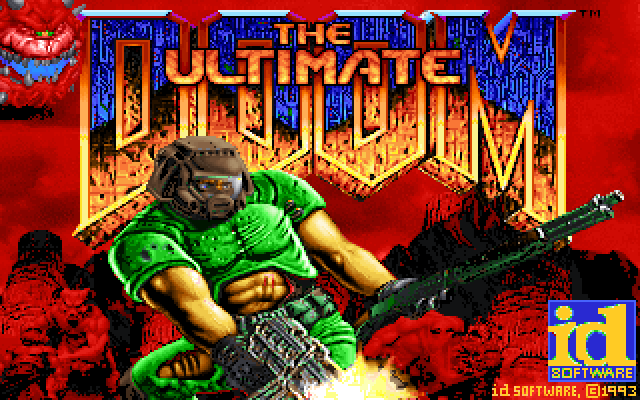 THE
ULTIMATE
DOOM
™
id
SOFTWARE
id SOFTWARE, ©1993